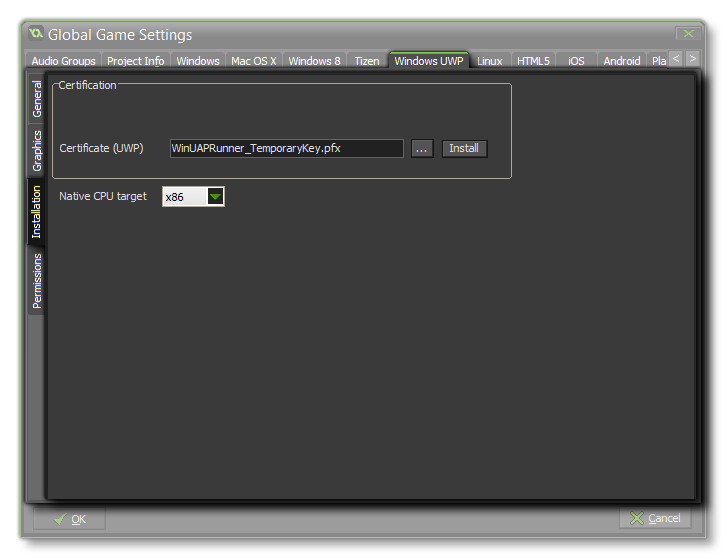 Global Game Settings
Audio Groups Project Info Windows Mac OS X Windows 8 Tizen Windows UWP Linux HTML5 iOS Android Pla < >
General
Graphics
Installation
Permissions
Certification
Certificate (UWP) WinUAPRunner_TemporaryKey.pfx ... Install
Native CPU target x86
OK Cancel